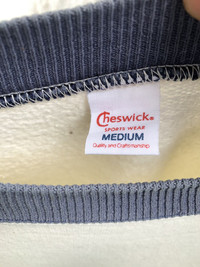 Cheswick®
SPORTS WEAR
MEDIUM
Quality and Craftsmanship